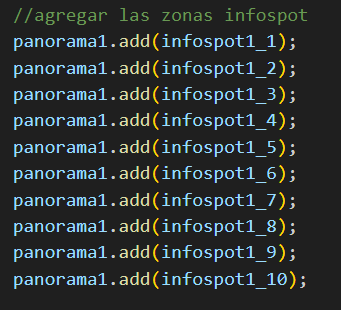 //agregar las zonas infospot
panorama1.add(infospot1_1);
panorama1.add(infospot1_2);
panorama1.add(infospot1_3);
panorama1.add(infospot1_4);
panorama1.add(infospot1_5);
panorama1.add(infospot1_6);
panorama1.add(infospot1_7);
panorama1.add(infospot1_8);
panorama1.add(infospot1_9);
panorama1.add(infospot1_10);